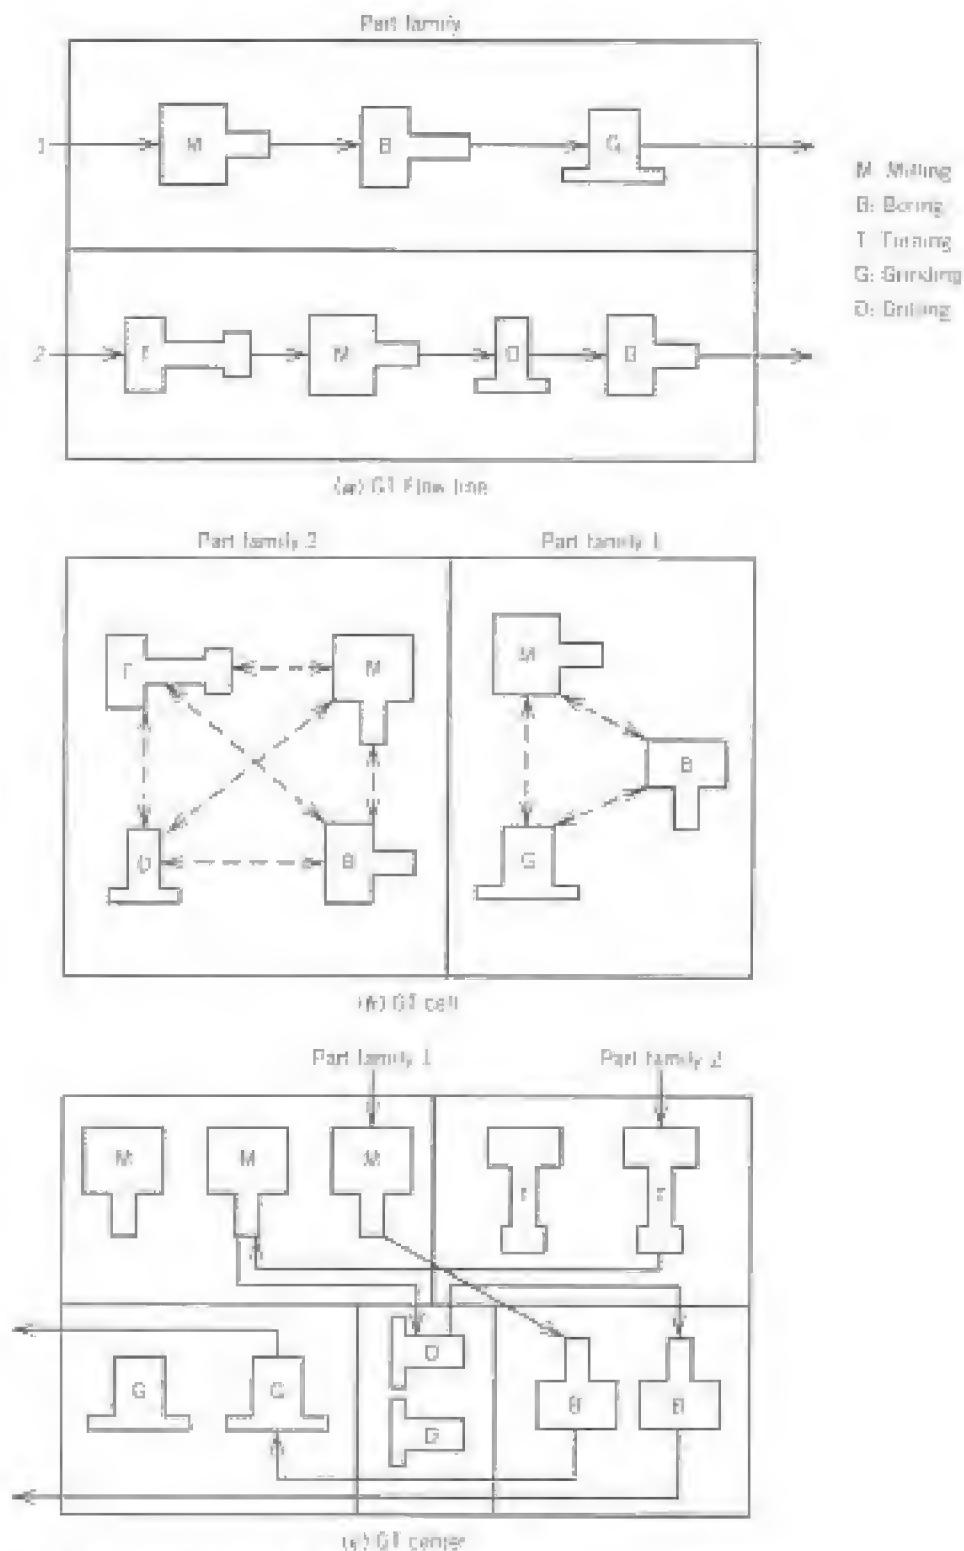 Part family
1
M
B
G
M: Milling
B: Boring
T: Turning
G: Grinding
D: Drilling
2
T
M
D
B
(a) GT Flow line
Part family 2
Part family 1
T
M
M
B
D
B
G
(b) GT cell
Part family 1
Part family 2
M
M
M
T
T
G
G
D
D
B
B
(c) GT center